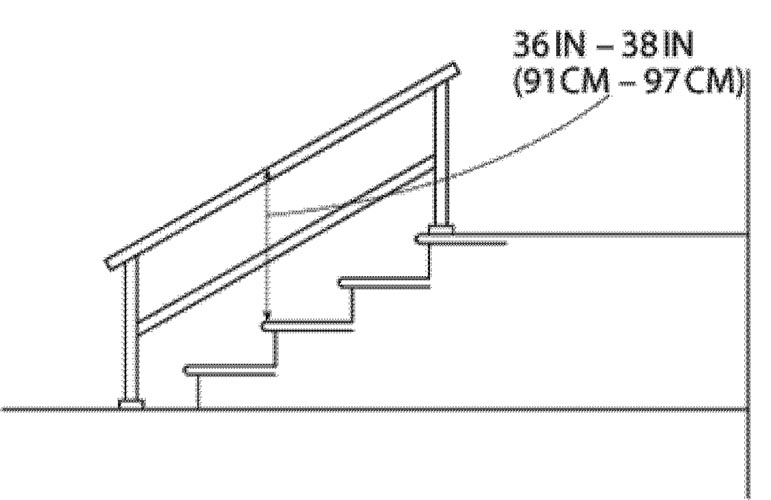 36 IN – 38 IN
(91 CM – 97 CM)